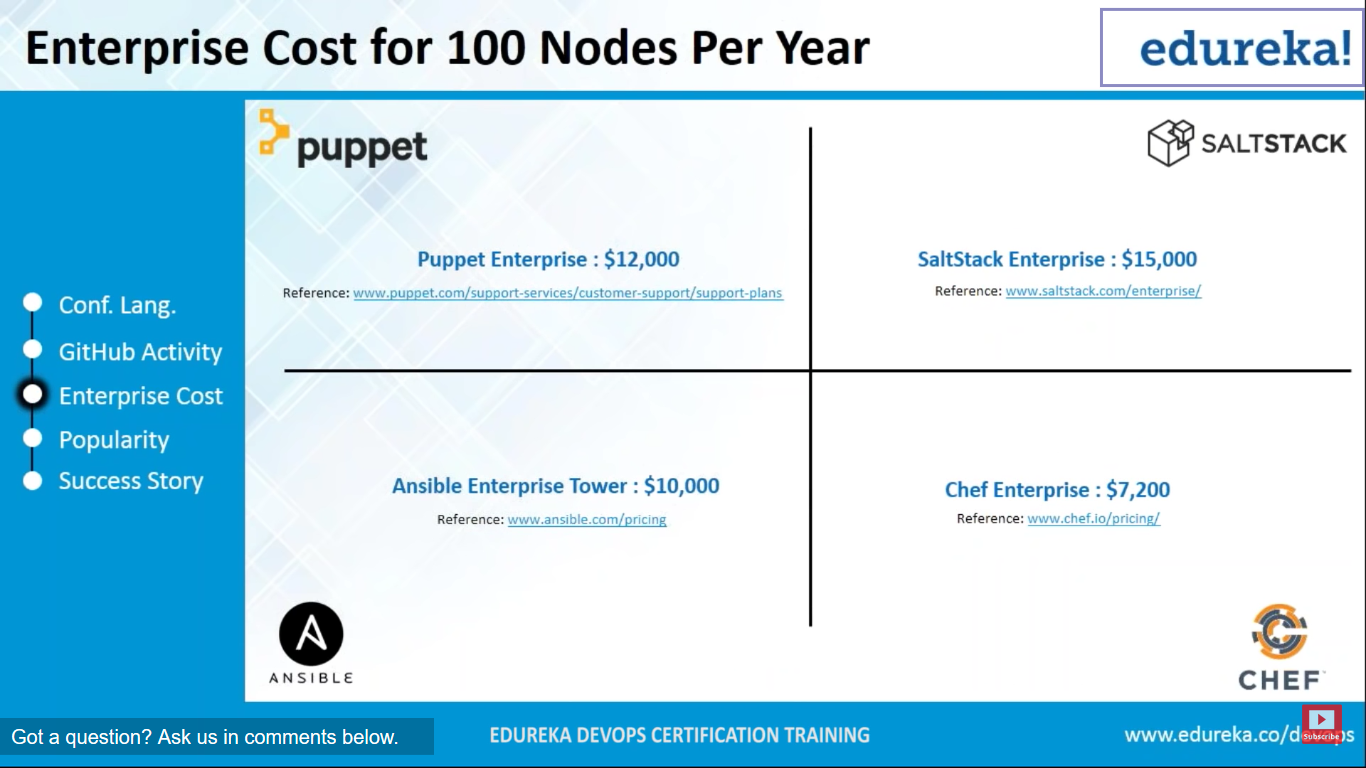 Enterprise Cost for 100 Nodes Per Year
edureka!
puppet
SALTSTACK
Puppet Enterprise : $12,000
Reference: www.puppet.com/support-services/customer-support/support-plans
SaltStack Enterprise : $15,000
Reference: www.saltstack.com/enterprise/
Conf. Lang.
GitHub Activity
Enterprise Cost
Popularity
Success Story
Ansible Enterprise Tower : $10,000
Reference: www.ansible.com/pricing
Chef Enterprise : $7,200
Reference: www.chef.io/pricing/
ANSIBLE
CHEF
Got a question? Ask us in comments below.
EDUREKA DEVOPS CERTIFICATION TRAINING
www.edureka.co/devops
Subscribe